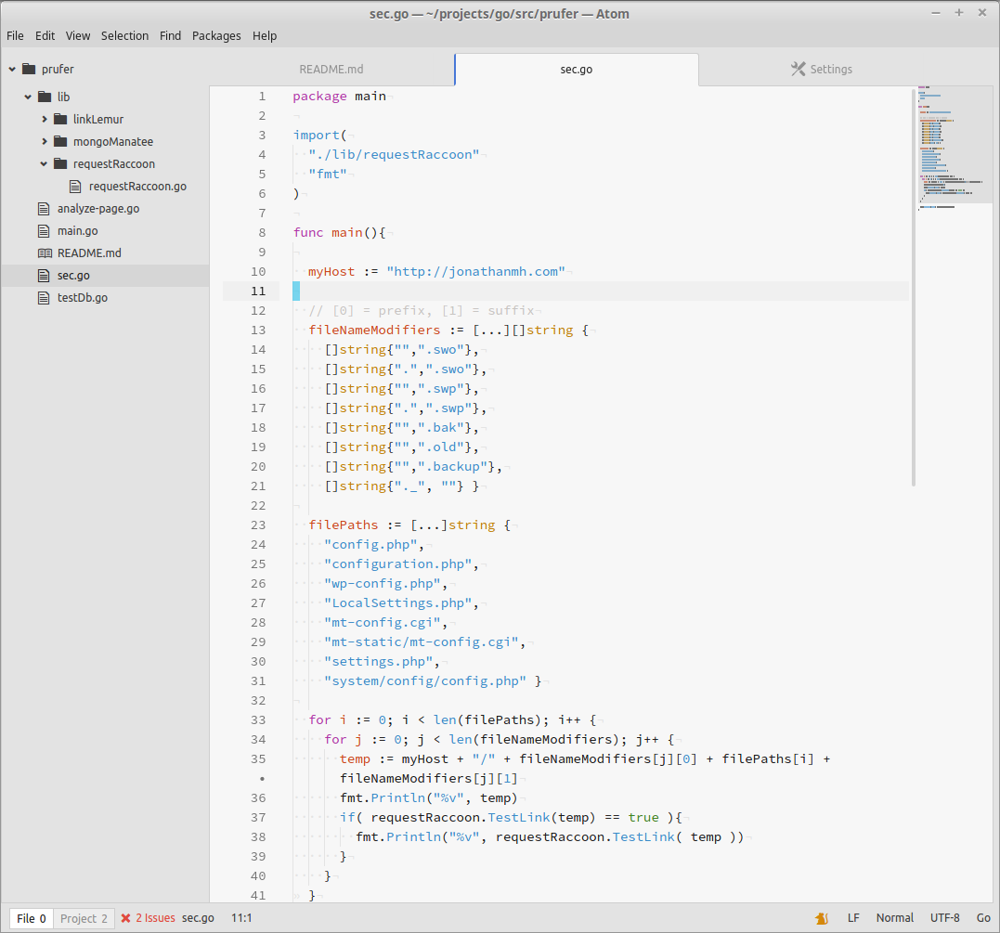 sec.go — ~/projects/go/src/prufer — Atom
File Edit View Selection Find Packages Help
prufer
lib
linkLemur
mongoManatee
requestRaccoon
requestRaccoon.go
analyze-page.go
main.go
README.md
sec.go
testDb.go
README.md sec.go Settings
1 package main
2
3 import(
4 "./lib/requestRaccoon"
5 "fmt"
6 )
7
8 func main(){
9
10 myHost := "http://jonathanmh.com"
11
12 // [0] = prefix, [1] = suffix
13 fileNameModifiers := [...][]string {
14 []string{"",".swo"},
15 []string{".",".swo"},
16 []string{"",".swp"},
17 []string{".",".swp"},
18 []string{"",".bak"},
19 []string{"",".old"},
20 []string{"",".backup"},
21 []string{"._", ""} }
22
23 filePaths := [...]string {
24 "config.php",
25 "configuration.php",
26 "wp-config.php",
27 "LocalSettings.php",
28 "mt-config.cgi",
29 "mt-static/mt-config.cgi",
30 "settings.php",
31 "system/config/config.php" }
32
33 for i := 0; i < len(filePaths); i++ {
34 for j := 0; j < len(fileNameModifiers); j++ {
35 temp := myHost + "/" + fileNameModifiers[j][0] + filePaths[i] +
• fileNameModifiers[j][1]
36 fmt.Println("%v", temp)
37 if( requestRaccoon.TestLink(temp) == true ){
38 fmt.Println("%v", requestRaccoon.TestLink( temp ))
39 }
40 }
41 }
File 0 Project 2 2 Issues sec.go 11:1 LF Normal UTF-8 Go